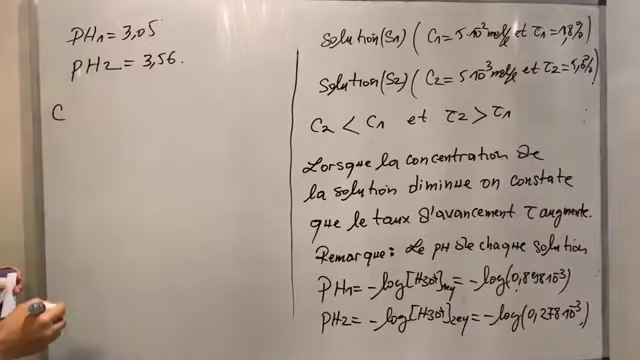 PH1 = 3,05
PH2 = 3,56.
C
Solution(S1) ( C1 = 5.10⁻²mol/l et τ1 = 1,8%)
Solution(S2) ( C2 = 5 10⁻³mol/l et τ2 = 5,6%)
C2 < C1 et τ2 > τ1
Lorsque la concentration de
la solution diminue on constate
que le taux d'avancement τ augmente.
Remarque: Le pH de chaque solution
PH1 = -log[H3O+]1éq = -log(0,898 10⁻³)
PH2 = -log[H3O+]2éq = -log(0,278 10⁻³)